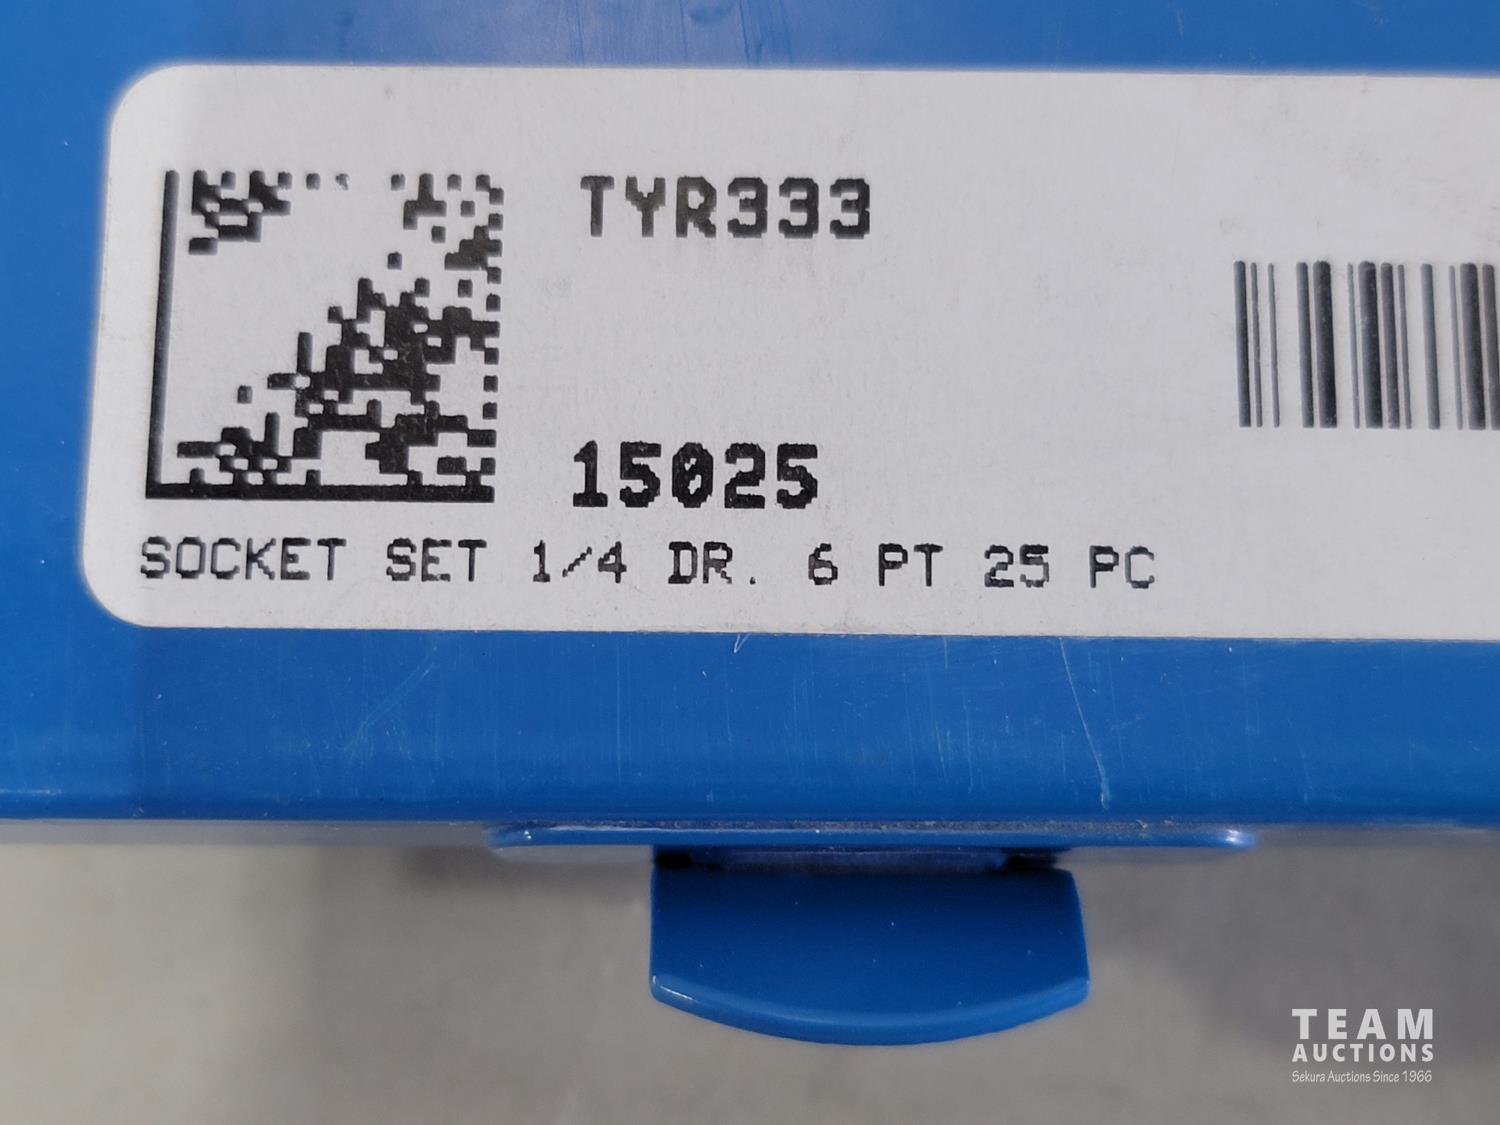 TYR333
15025
SOCKET SET 1/4 DR. 6 PT 25 PC
TEAM
AUCTIONS
Sekura Auctions Since 1966